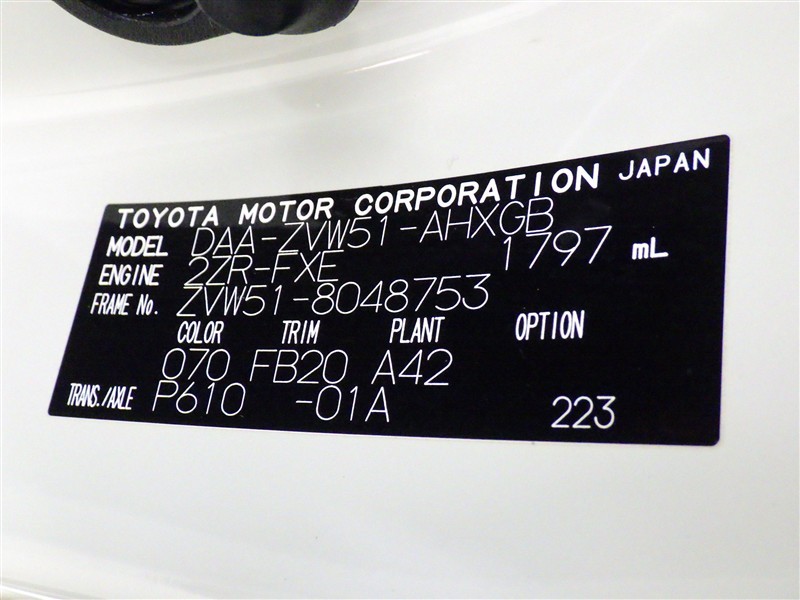 TOYOTA MOTOR CORPORATION JAPAN
MODEL DAA-ZVW51-AHXGB
ENGINE 2ZR-FXE 1797 mL
FRAME No. ZVW51-8048753
COLOR TRIM PLANT OPTION
070 FB20 A42
TRANS./AXLE P610 -01A 223